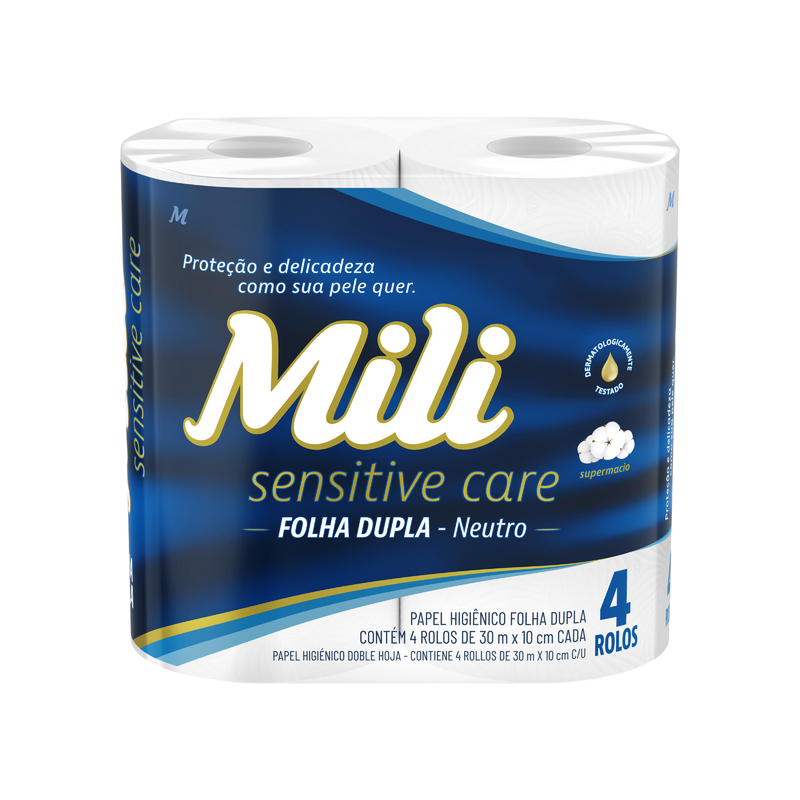 M
M
Proteção e delicadeza
como sua pele quer.
sensitive care
Mili
DERMATOLOGICAMENTE
TESTADO
supermacio
sensitive care
FOLHA DUPLA - Neutro
Proteção e delicadeza
PAPEL HIGIÊNICO FOLHA DUPLA
CONTÉM 4 ROLOS DE 30 m x 10 cm CADA
PAPEL HIGIÉNICO DOBLE HOJA - CONTIENE 4 ROLLOS DE 30 m X 10 cm C/U
4
ROLOS